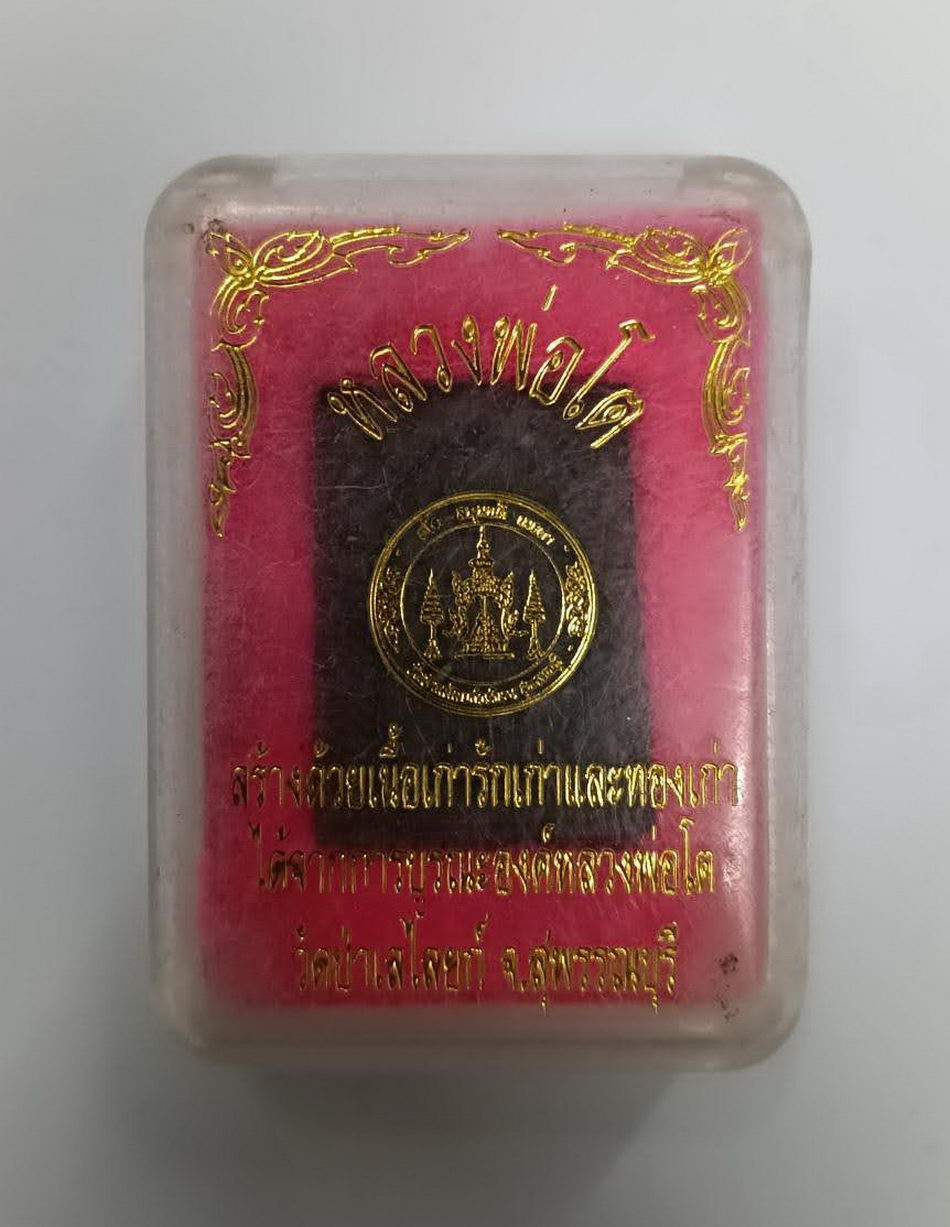 หลวงพ่อโต
สร้างด้วยเนื้อเก่ารักเก่าและทองเก่า
ได้จากการบูรณะองค์หลวงพ่อโต
วัดป่าเลไลยก์ จ.สุพรรณบุรี